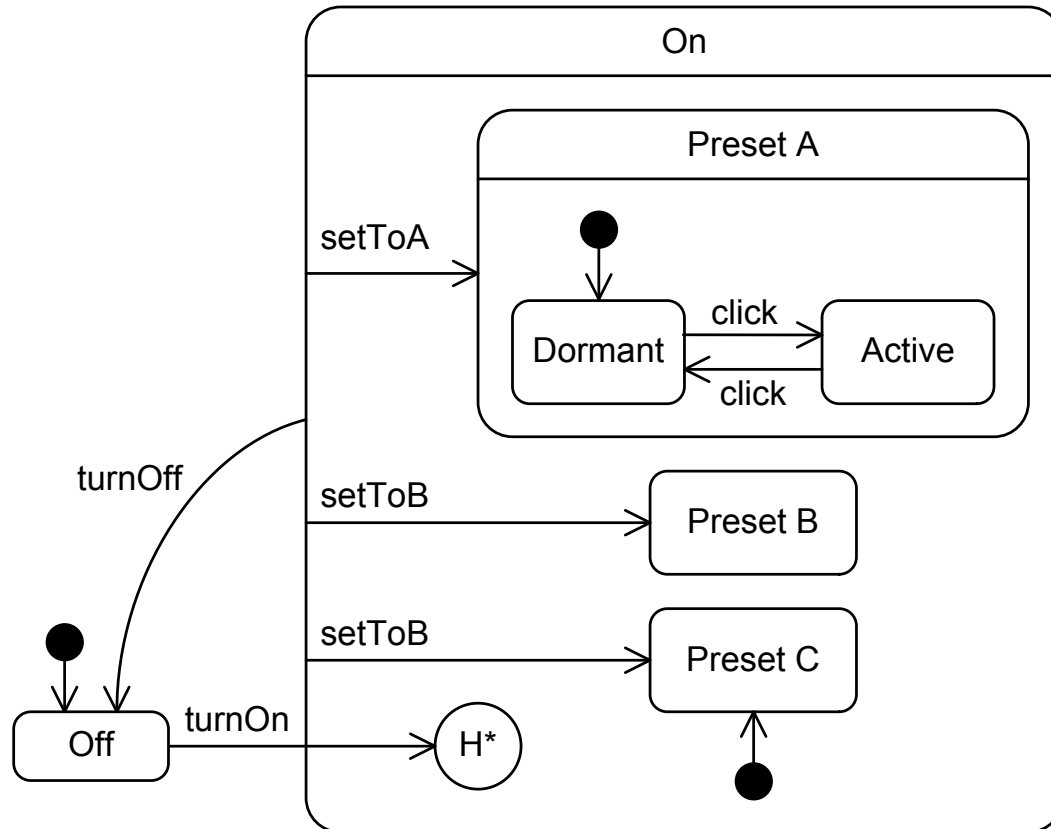 On
Preset A
setToA
click
Dormant
Active
click
turnOff
setToB
Preset B
setToB
Preset C
turnOn
Off
H*